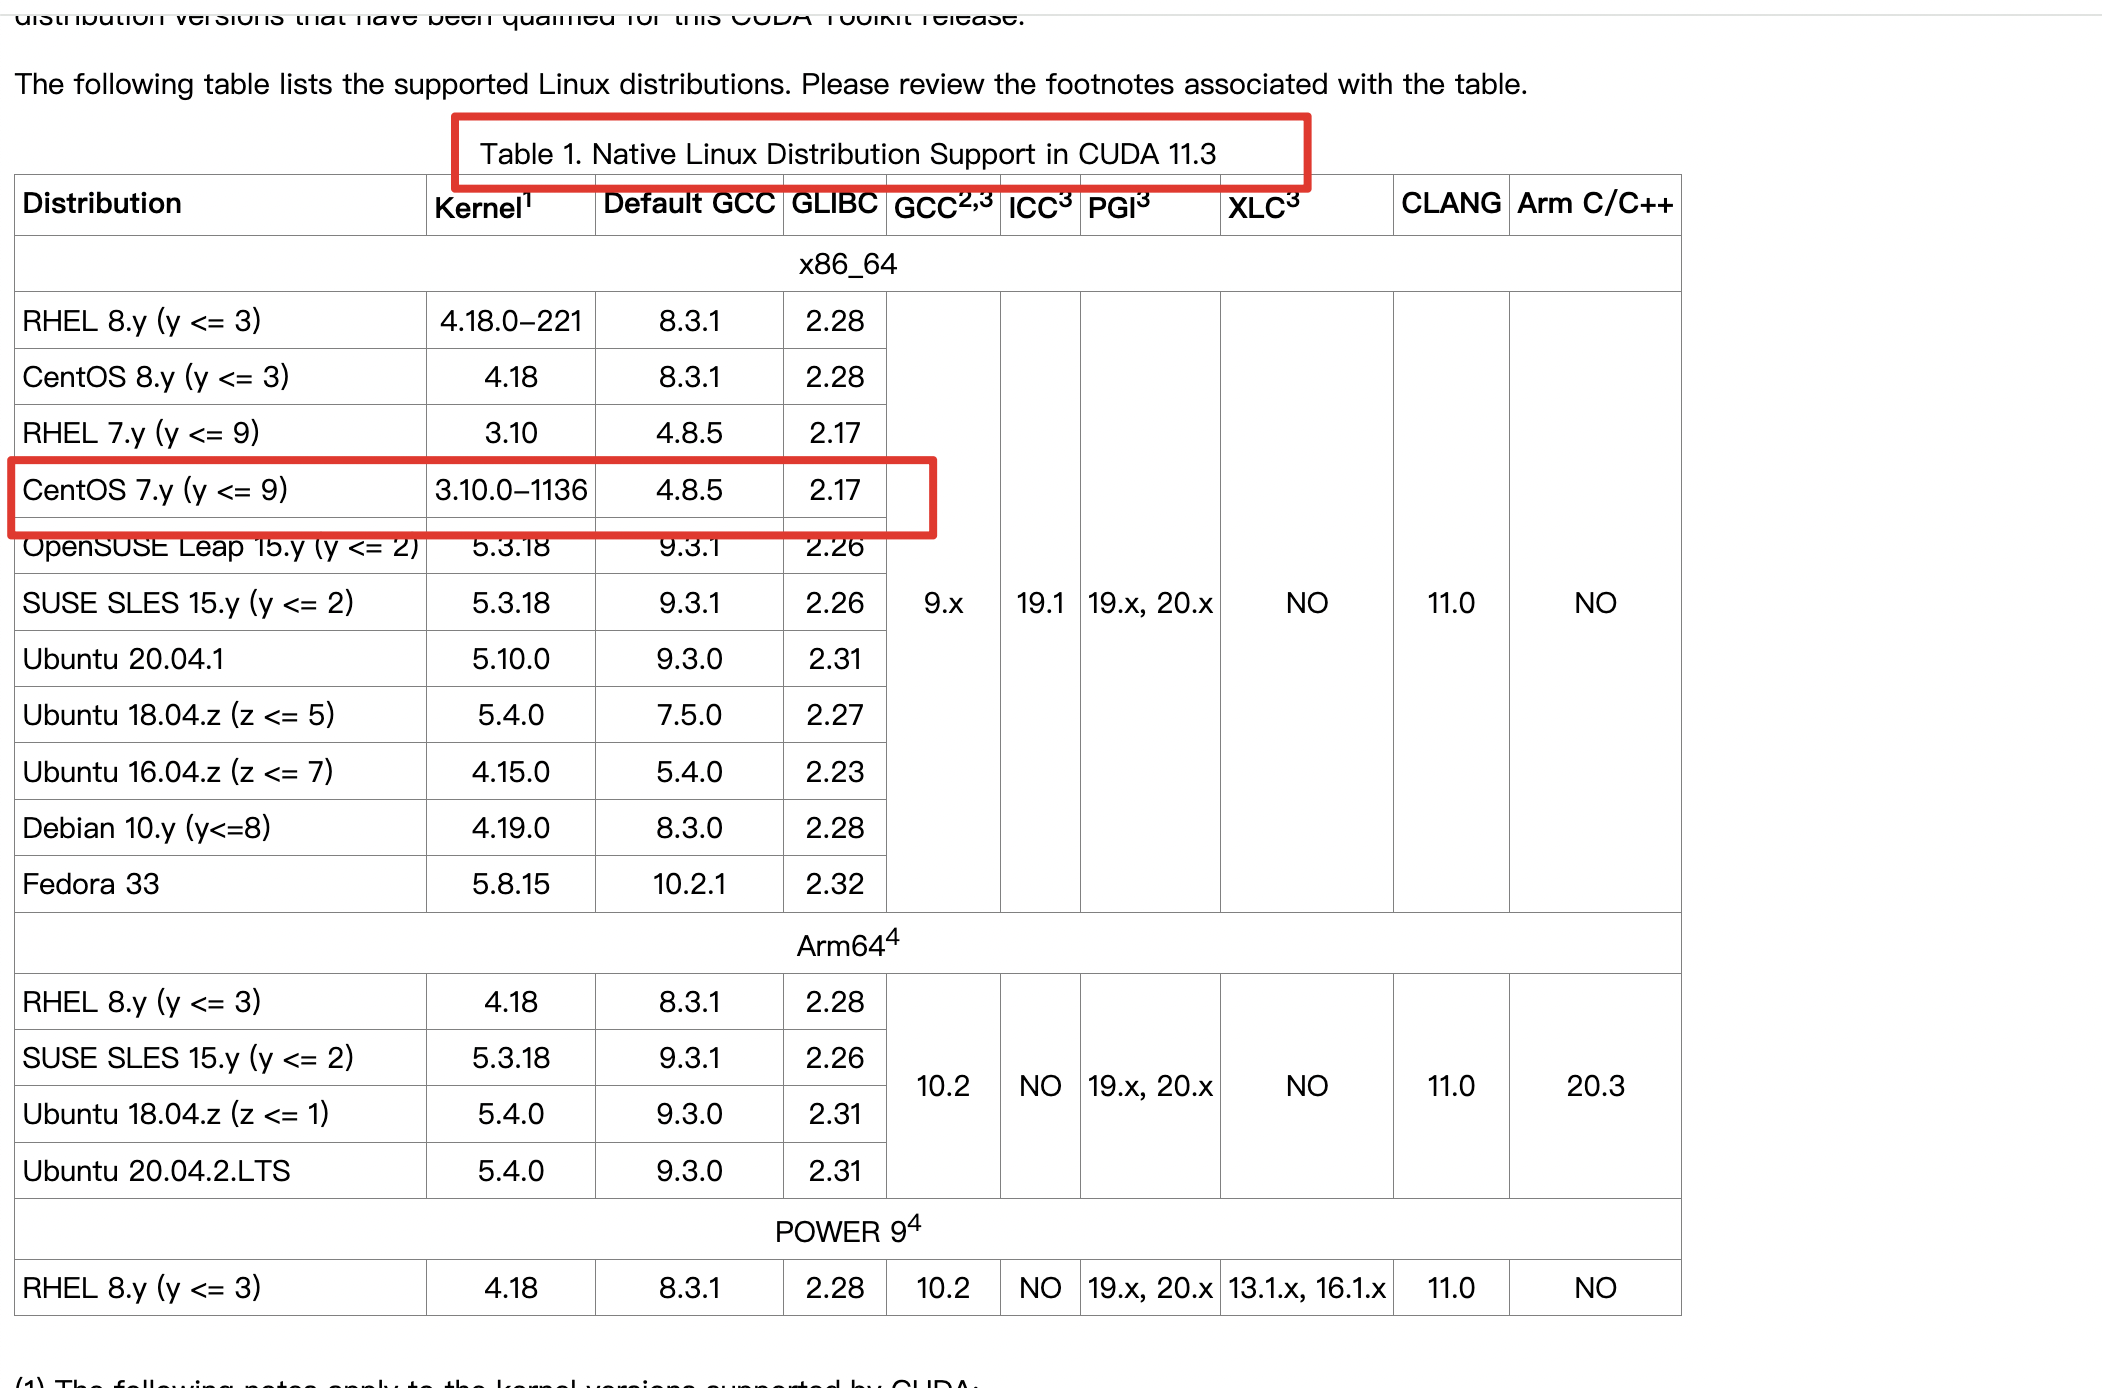 distribution versions that have been qualified for this CUDA Toolkit release.
The following table lists the supported Linux distributions. Please review the footnotes associated with the table.
Table 1. Native Linux Distribution Support in CUDA 11.3
Distribution Kernel1 Default GCC GLIBC GCC2,3 ICC3 PGI3 XLC3 CLANG Arm C/C++
x86_64
RHEL 8.y (y <= 3) 4.18.0–221 8.3.1 2.28
CentOS 8.y (y <= 3) 4.18 8.3.1 2.28
RHEL 7.y (y <= 9) 3.10 4.8.5 2.17
CentOS 7.y (y <= 9) 3.10.0–1136 4.8.5 2.17
OpenSUSE Leap 15.y (y <= 2) 5.3.18 9.3.1 2.26
SUSE SLES 15.y (y <= 2) 5.3.18 9.3.1 2.26 9.x 19.1 19.x, 20.x NO 11.0 NO
Ubuntu 20.04.1 5.10.0 9.3.0 2.31
Ubuntu 18.04.z (z <= 5) 5.4.0 7.5.0 2.27
Ubuntu 16.04.z (z <= 7) 4.15.0 5.4.0 2.23
Debian 10.y (y<=8) 4.19.0 8.3.0 2.28
Fedora 33 5.8.15 10.2.1 2.32
Arm644
RHEL 8.y (y <= 3) 4.18 8.3.1 2.28
SUSE SLES 15.y (y <= 2) 5.3.18 9.3.1 2.26
10.2 NO 19.x, 20.x NO 11.0 20.3
Ubuntu 18.04.z (z <= 1) 5.4.0 9.3.0 2.31
Ubuntu 20.04.2.LTS 5.4.0 9.3.0 2.31
POWER 94
RHEL 8.y (y <= 3) 4.18 8.3.1 2.28 10.2 NO 19.x, 20.x 13.1.x, 16.1.x 11.0 NO
(1) The following notes apply to the kernel versions supported by CUDA: